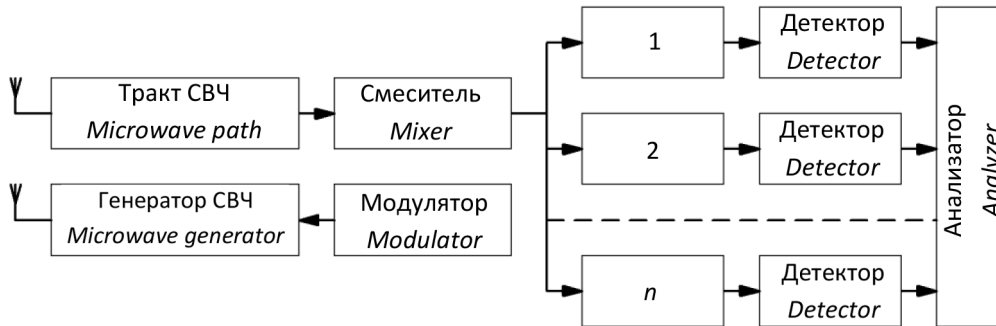 Тракт СВЧ
Microwave path
Смеситель
Mixer
1
Детектор
Detector
2
Детектор
Detector
Генератор СВЧ
Microwave generator
Модулятор
Modulator
n
Детектор
Detector
Анализатор
Analyzer